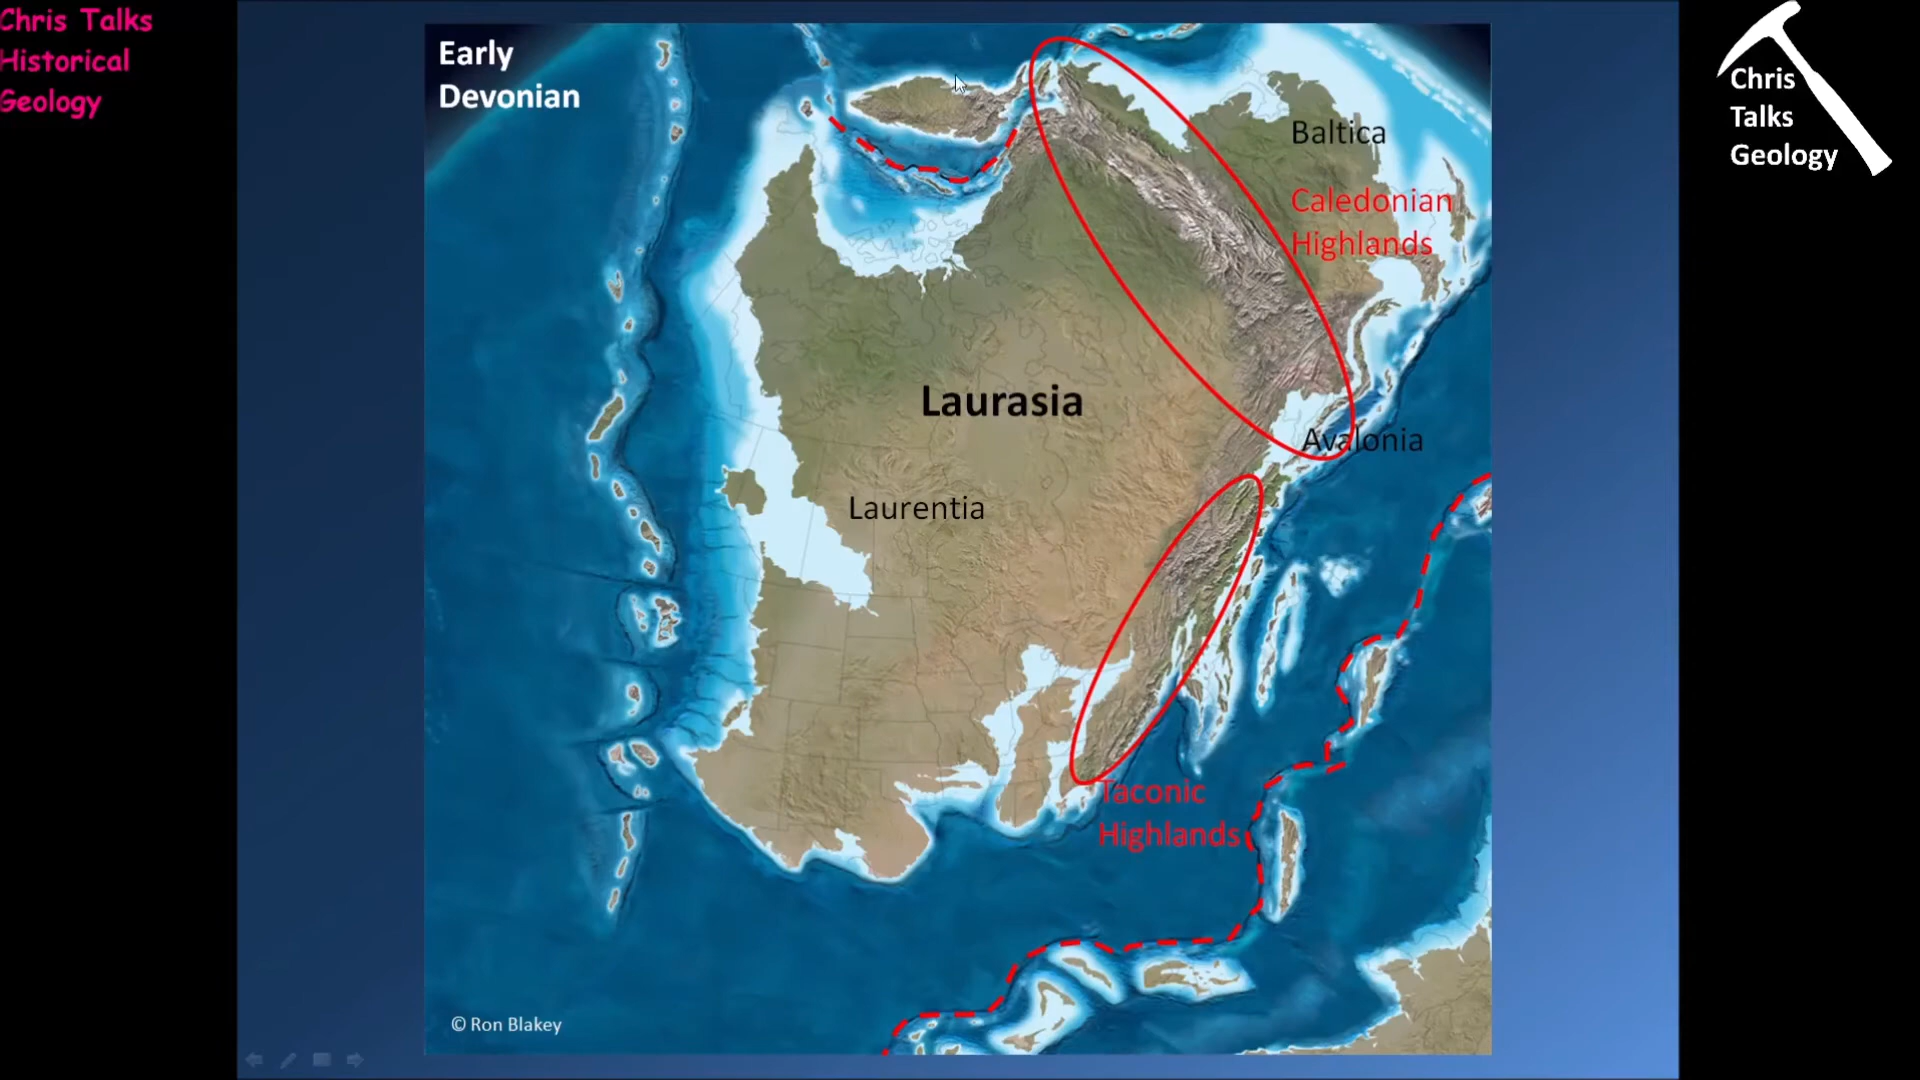 Chris Talks
Historical
Geology
Early
Devonian
Chris
Talks
Geology
Baltica
Caledonian
Highlands
Laurasia
Avalonia
Laurentia
Taconic
Highlands
© Ron Blakey